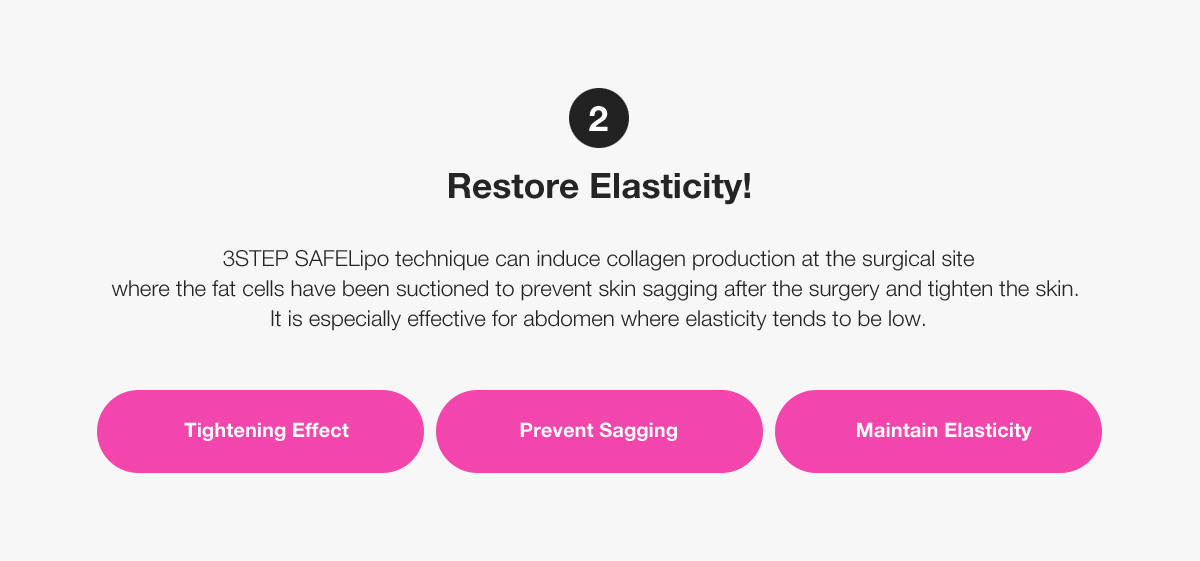 2
Restore Elasticity!
3STEP SAFELipo technique can induce collagen production at the surgical site
where the fat cells have been suctioned to prevent skin sagging after the surgery and tighten the skin.
It is especially effective for abdomen where elasticity tends to be low.
Tightening Effect
Prevent Sagging
Maintain Elasticity